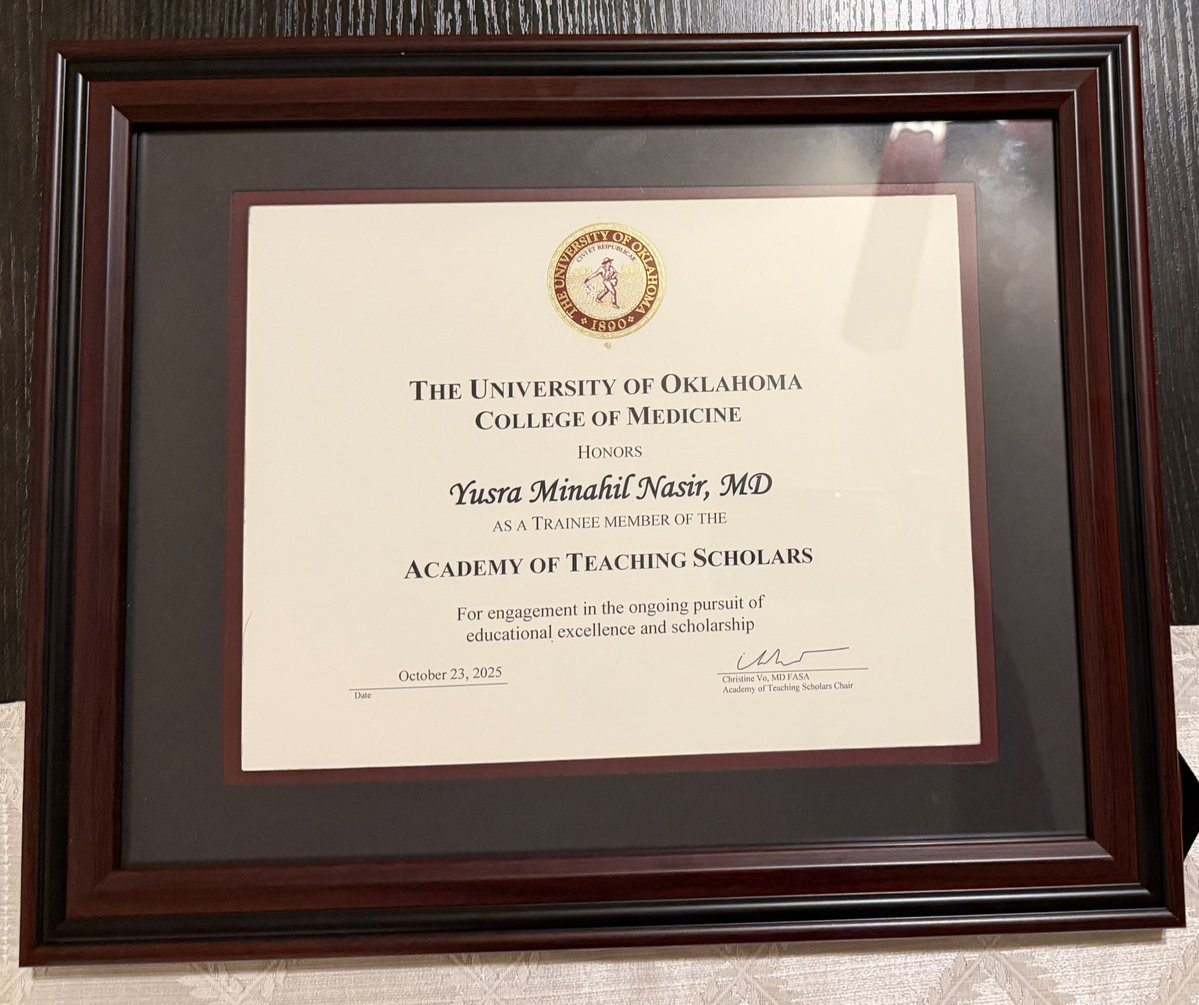 THE UNIVERSITY OF OKLAHOMA
CIVI ET REIPUBLICAE
1890
THE UNIVERSITY OF OKLAHOMA
COLLEGE OF MEDICINE
HONORS
Yusra Minahil Nasir, MD
AS A TRAINEE MEMBER OF THE
ACADEMY OF TEACHING SCHOLARS
For engagement in the ongoing pursuit of
educational excellence and scholarship
October 23, 2025
Date
Christine Vo, MD FASA
Academy of Teaching Scholars Chair